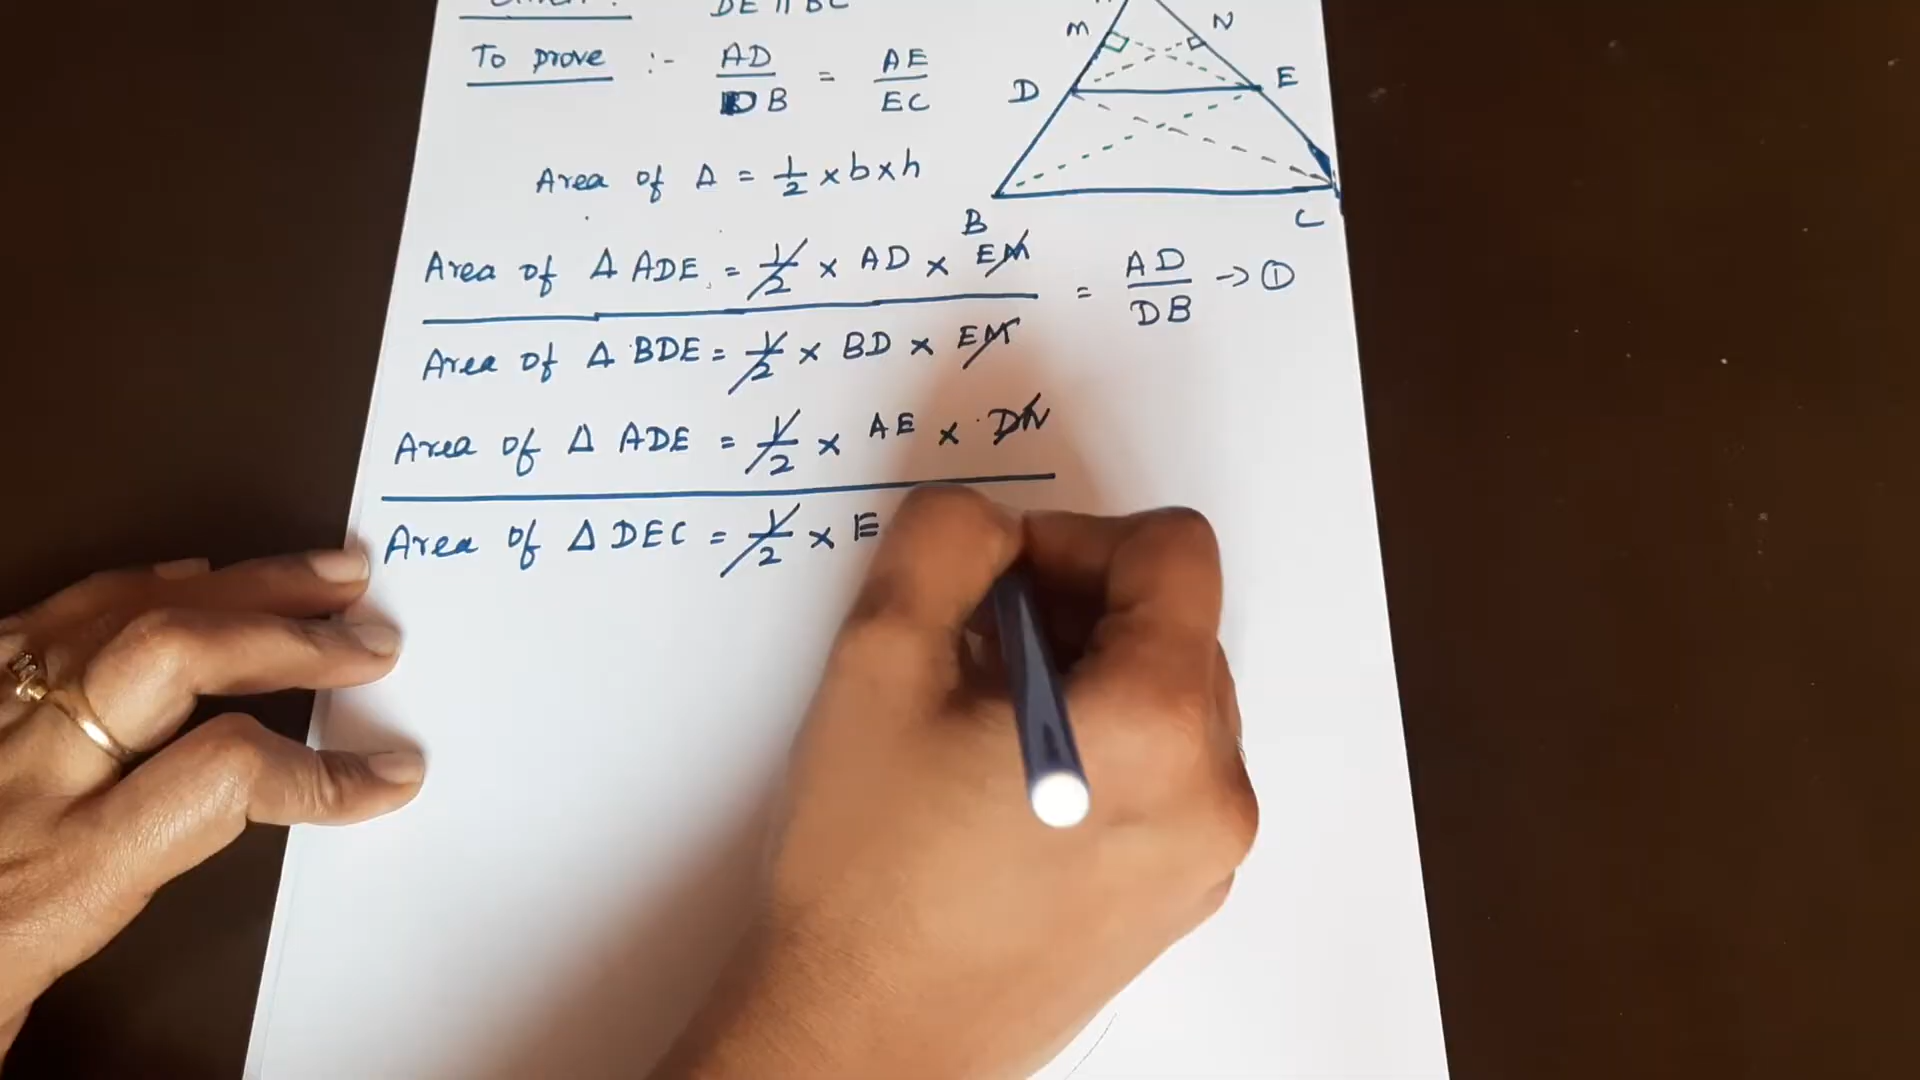 DE || BC
To prove :- AD/DB = AE/EC
M
N
D
E
B
C
Area of Δ = 1/2 × b × h
Area of Δ ADE = 1/2 × AD × EM
Area of Δ BDE = 1/2 × BD × EM
= AD/DB → ①
Area of Δ ADE = 1/2 × AE × DN
Area of Δ DEC = 1/2 × E